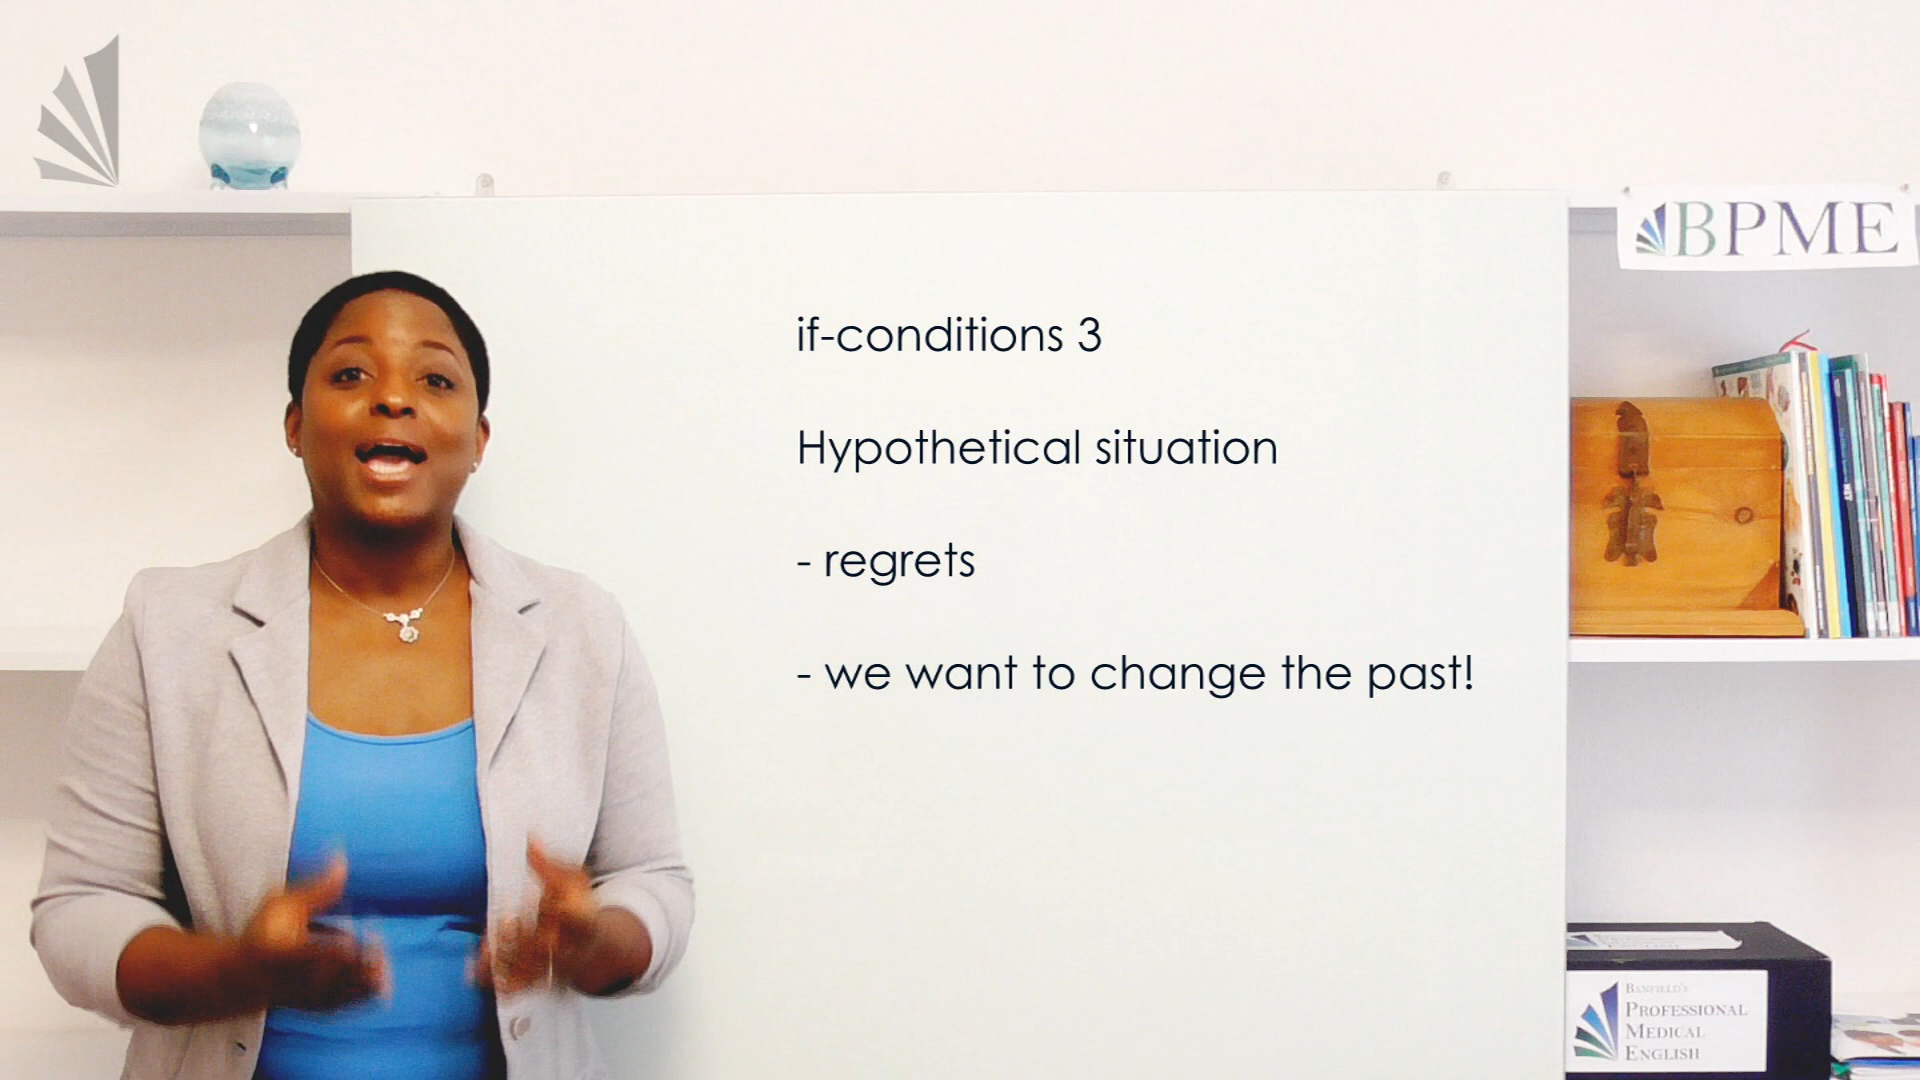 BPME
if-conditions 3
Hypothetical situation
- regrets
- we want to change the past!
BANFIELD'S
PROFESSIONAL
MEDICAL
ENGLISH